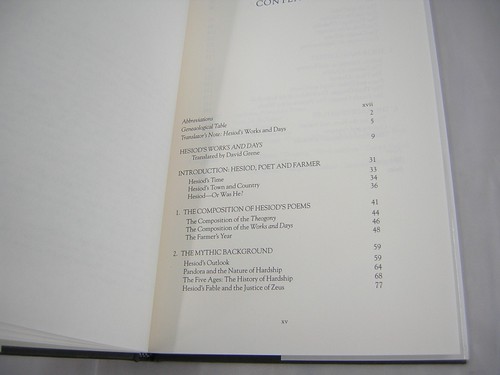 Abbreviations xvii
Genealogical Table 2
Translator's Note: Hesiod's Works and Days 5
HESIOD'S WORKS AND DAYS 9
Translated by David Grene
INTRODUCTION: HESIOD, POET AND FARMER 31
Hesiod's Time 33
Hesiod's Town and Country 34
Hesiod—Or Was He? 36
1. THE COMPOSITION OF HESIOD'S POEMS 41
The Composition of the Theogony 44
The Composition of the Works and Days 46
The Farmer's Year 48
2. THE MYTHIC BACKGROUND 59
Hesiod's Outlook 59
Pandora and the Nature of Hardship 64
The Five Ages: The History of Hardship 68
Hesiod's Fable and the Justice of Zeus 77
xv